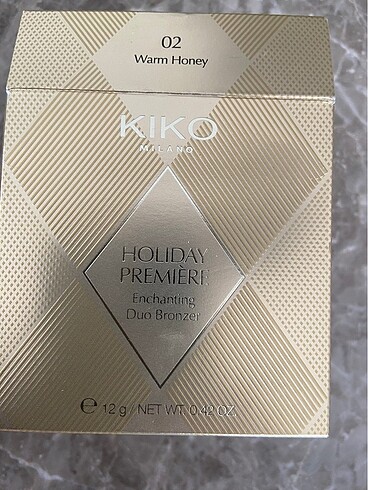 02
Warm Honey
KIKO
MILANO
HOLIDAY
PREMIÈRE
Enchanting
Duo Bronzer
℮ 12 g / NET WT. 0.42 OZ.